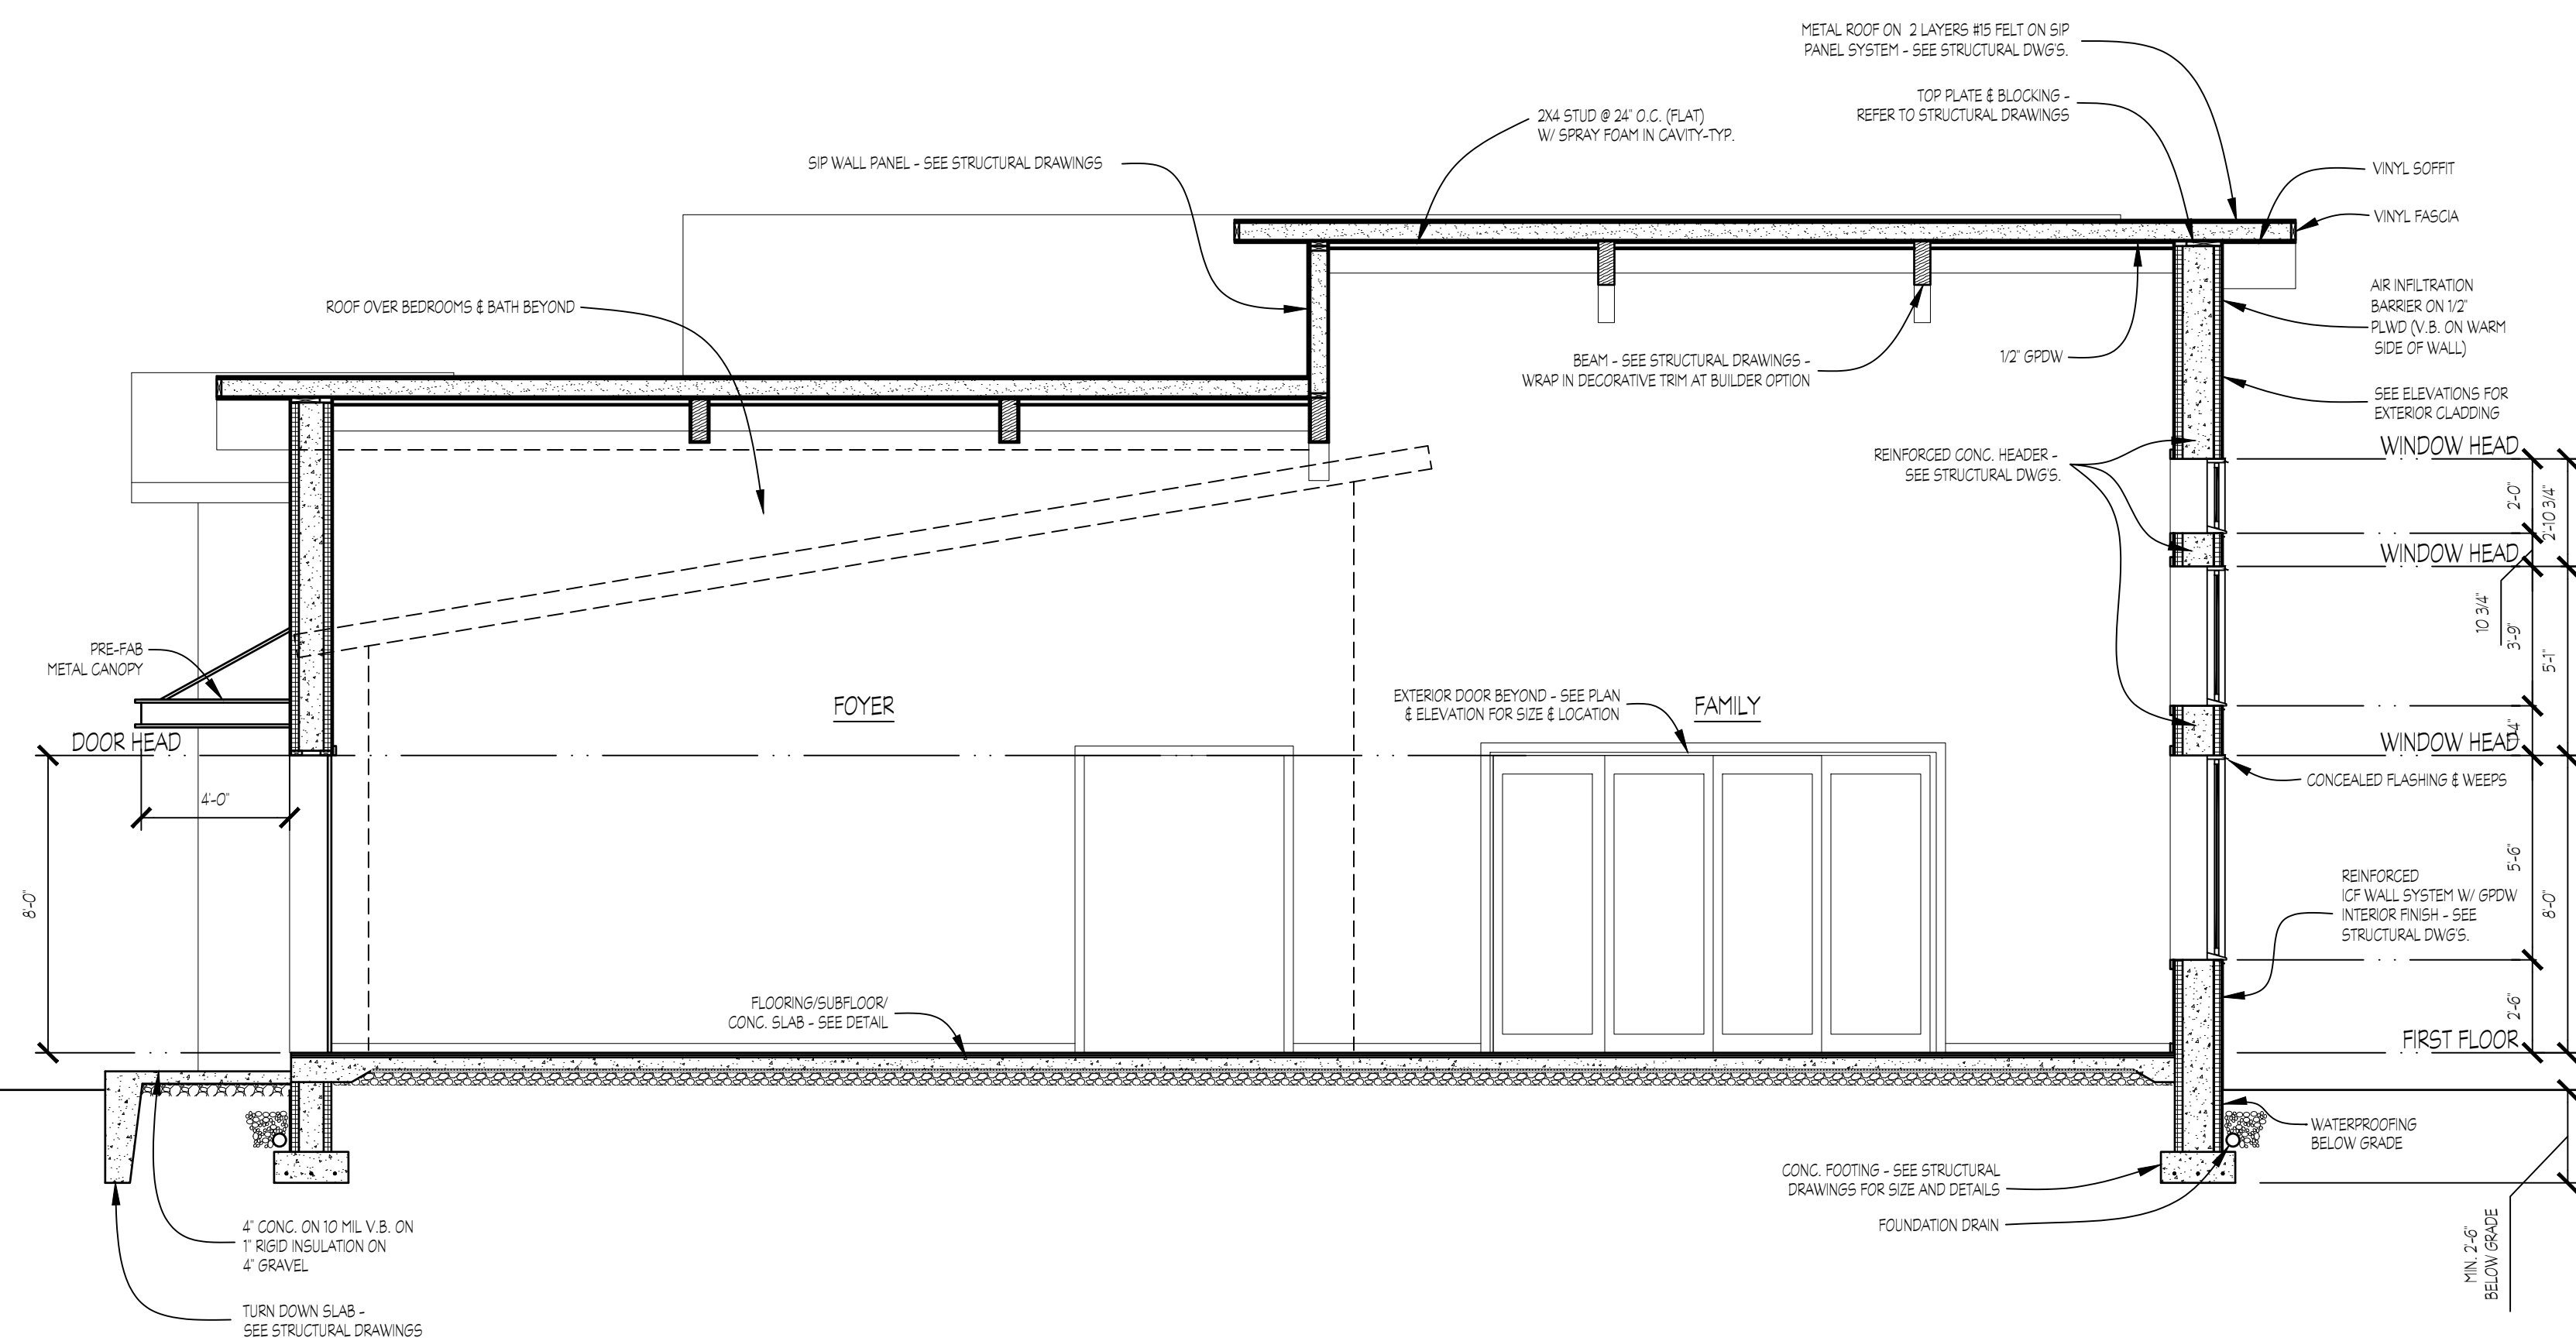 METAL ROOF ON 2 LAYERS #15 FELT ON SIP
PANEL SYSTEM - SEE STRUCTURAL DWG'S.
TOP PLATE & BLOCKING -
REFER TO STRUCTURAL DRAWINGS
2X4 STUD @ 24" O.C. (FLAT)
W/ SPRAY FOAM IN CAVITY-TYP.
SIP WALL PANEL - SEE STRUCTURAL DRAWINGS
VINYL SOFFIT
VINYL FASCIA
ROOF OVER BEDROOMS & BATH BEYOND
AIR INFILTRATION
BARRIER ON 1/2"
PLWD (V.B. ON WARM
SIDE OF WALL)
BEAM - SEE STRUCTURAL DRAWINGS -
WRAP IN DECORATIVE TRIM AT BUILDER OPTION
1/2" GPDW
SEE ELEVATIONS FOR
EXTERIOR CLADDING
WINDOW HEAD
REINFORCED CONC. HEADER -
SEE STRUCTURAL DWG'S.
2'-0"
2'-10 3/4"
WINDOW HEAD
10 3/4"
3'-9"
5'-1"
PRE-FAB
METAL CANOPY
FOYER
EXTERIOR DOOR BEYOND - SEE PLAN
& ELEVATION FOR SIZE & LOCATION
FAMILY
DOOR HEAD
WINDOW HEAD
1'-4"
CONCEALED FLASHING & WEEPS
4'-0"
8'-0"
5'-6"
8'-0"
REINFORCED
ICF WALL SYSTEM W/ GPDW
INTERIOR FINISH - SEE
STRUCTURAL DWG'S.
FLOORING/SUBFLOOR/
CONC. SLAB - SEE DETAIL
2'-6"
FIRST FLOOR
WATERPROOFING
BELOW GRADE
CONC. FOOTING - SEE STRUCTURAL
DRAWINGS FOR SIZE AND DETAILS
FOUNDATION DRAIN
MIN. 2'-6"
BELOW GRADE
4" CONC. ON 10 MIL V.B. ON
1" RIGID INSULATION ON
4" GRAVEL
TURN DOWN SLAB -
SEE STRUCTURAL DRAWINGS